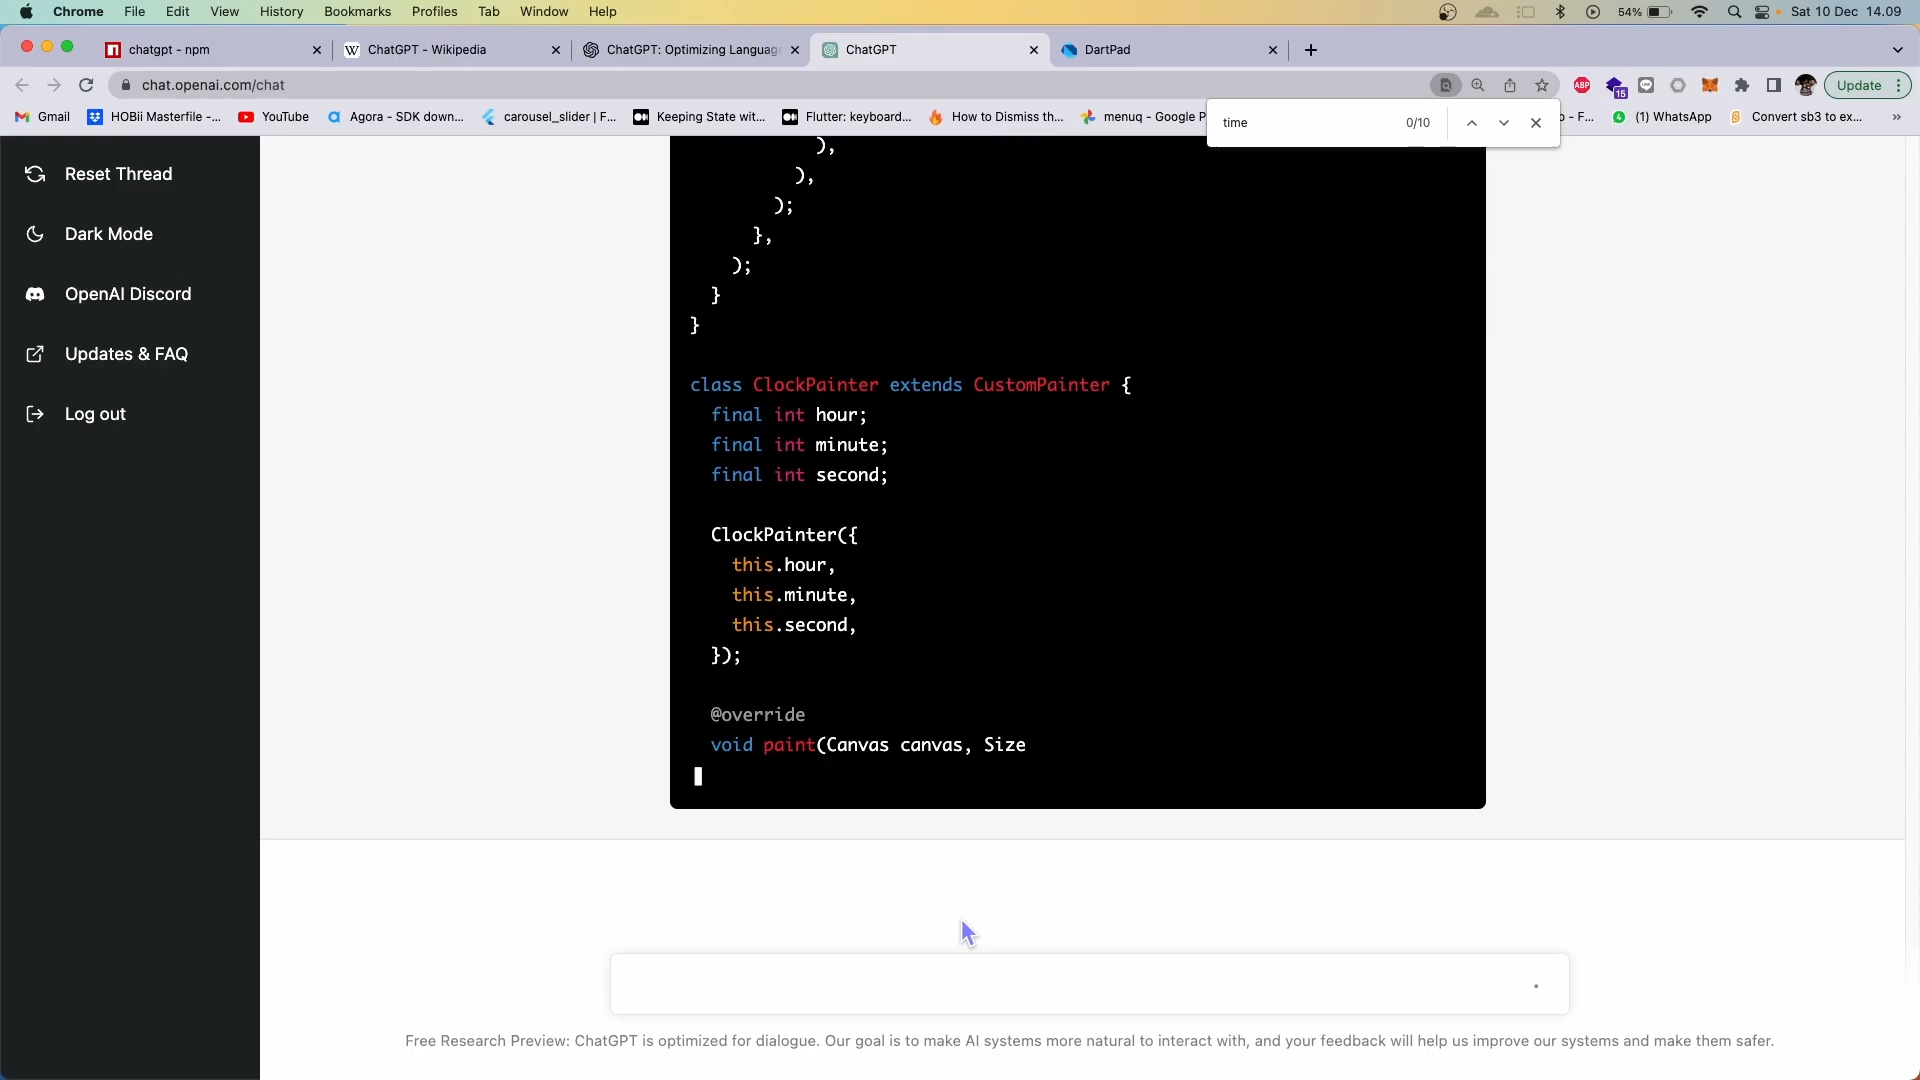 Chrome File Edit View History Bookmarks Profiles Tab Window Help 54% Sat 10 Dec 14.09
chatgpt - npm ChatGPT - Wikipedia ChatGPT: Optimizing Language ChatGPT DartPad
chat.openai.com/chat ABP 15 Update
Gmail HOBii Masterfile -... YouTube Agora - SDK down... carousel_slider | F... Keeping State wit... Flutter: keyboard... How to Dismiss th... menuq - Google P - F... (1) WhatsApp Convert sb3 to ex... »
time 0/10
Reset Thread
Dark Mode
OpenAI Discord
Updates & FAQ
Log out
),
),
);
},
);
}
}
class ClockPainter extends CustomPainter {
final int hour;
final int minute;
final int second;
ClockPainter({
this.hour,
this.minute,
this.second,
});
@override
void paint(Canvas canvas, Size
Free Research Preview: ChatGPT is optimized for dialogue. Our goal is to make AI systems more natural to interact with, and your feedback will help us improve our systems and make them safer.